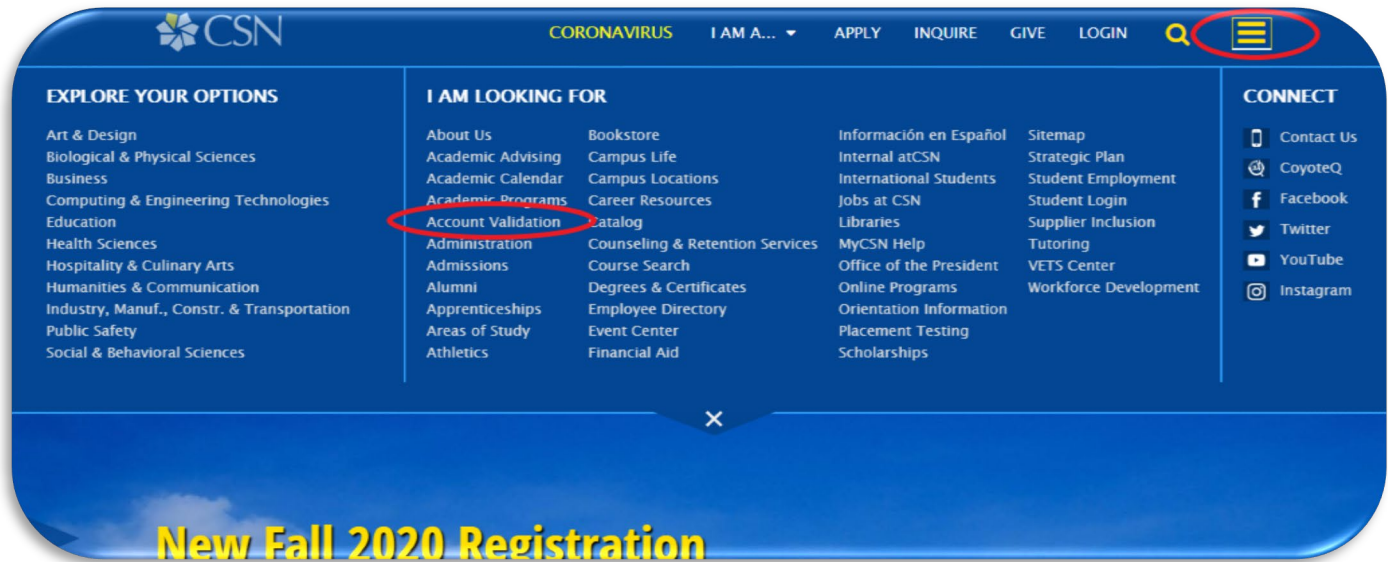 CSN
CORONAVIRUS I AM A... APPLY INQUIRE GIVE LOGIN
EXPLORE YOUR OPTIONS
Art & Design
Biological & Physical Sciences
Business
Computing & Engineering Technologies
Education
Health Sciences
Hospitality & Culinary Arts
Humanities & Communication
Industry, Manuf., Constr. & Transportation
Public Safety
Social & Behavioral Sciences
I AM LOOKING FOR
About Us
Academic Advising
Academic Calendar
Academic Programs
Account Validation
Administration
Admissions
Alumni
Apprenticeships
Areas of Study
Athletics
Bookstore
Campus Life
Campus Locations
Career Resources
Catalog
Counseling & Retention Services
Course Search
Degrees & Certificates
Employee Directory
Event Center
Financial Aid
Información en Español
Internal atCSN
International Students
Jobs at CSN
Libraries
MyCSN Help
Office of the President
Online Programs
Orientation Information
Placement Testing
Scholarships
Sitemap
Strategic Plan
Student Employment
Student Login
Supplier Inclusion
Tutoring
VETS Center
Workforce Development
CONNECT
Contact Us
CoyoteQ
Facebook
Twitter
YouTube
Instagram
New Fall 2020 Registration